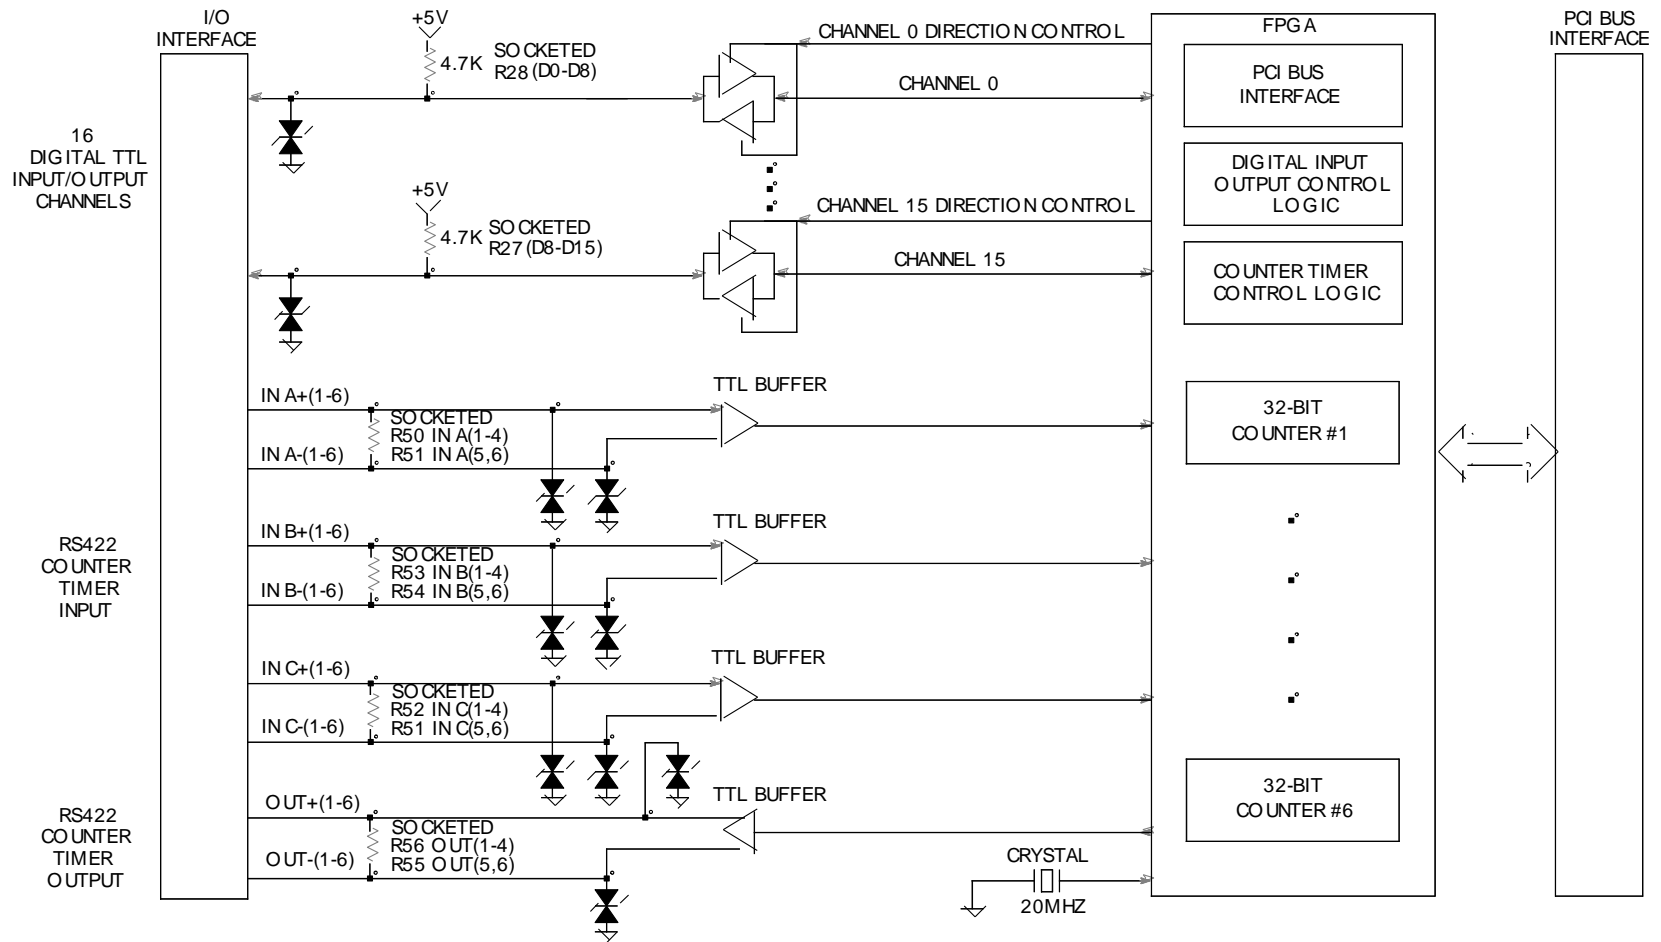 I/O
INTERFACE
+5V
4.7K
SOCKETED
R28 (D0-D8)
CHANNEL 0 DIRECTION CONTROL
CHANNEL 0
FPGA
PCI BUS
INTERFACE
PCI BUS
INTERFACE
16
DIGITAL TTL
INPUT/OUTPUT
CHANNELS
DIGITAL INPUT
OUTPUT CONTROL
LOGIC
+5V
4.7K
SOCKETED
R27 (D8-D15)
CHANNEL 15 DIRECTION CONTROL
CHANNEL 15
COUNTER TIMER
CONTROL LOGIC
TTL BUFFER
IN A+(1-6)
SOCKETED
R50 IN A(1-4)
R51 IN A(5,6)
IN A-(1-6)
32-BIT
COUNTER #1
RS422
COUNTER
TIMER
INPUT
TTL BUFFER
IN B+(1-6)
SOCKETED
R53 IN B(1-4)
R54 IN B(5,6)
IN B-(1-6)
TTL BUFFER
IN C+(1-6)
SOCKETED
R52 IN C(1-4)
R51 IN C(5,6)
IN C-(1-6)
RS422
COUNTER
TIMER
OUTPUT
TTL BUFFER
OUT+(1-6)
SOCKETED
R56 OUT(1-4)
R55 OUT(5,6)
OUT-(1-6)
32-BIT
COUNTER #6
CRYSTAL
20MHZ